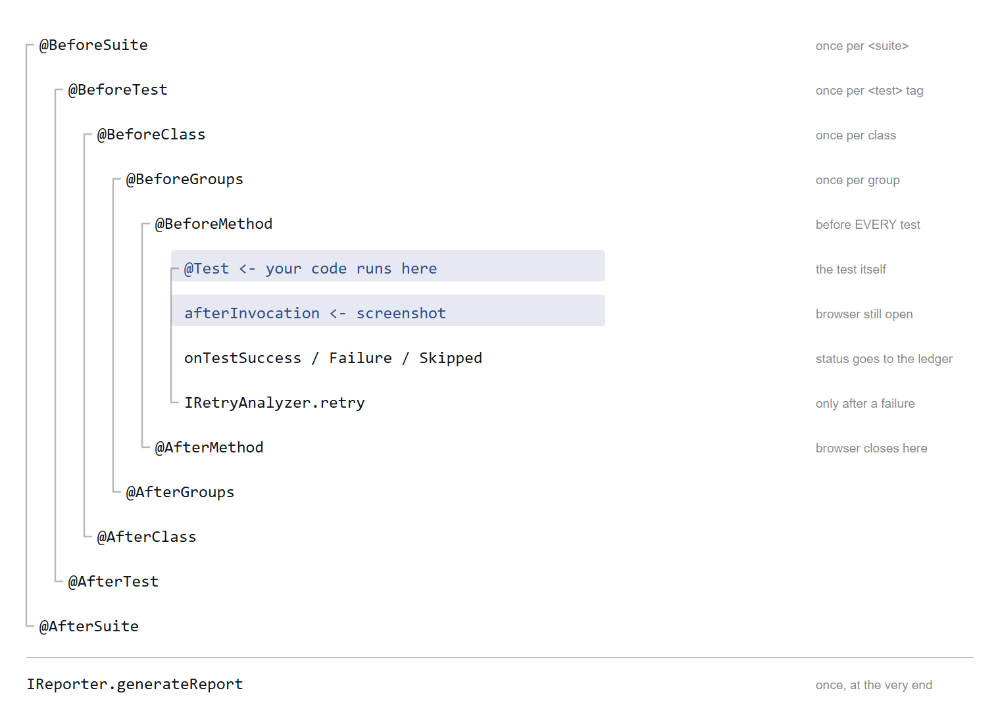 @BeforeSuite once per <suite>
@BeforeTest once per <test> tag
@BeforeClass once per class
@BeforeGroups once per group
@BeforeMethod before EVERY test
@Test <- your code runs here the test itself
afterInvocation <- screenshot browser still open
onTestSuccess / Failure / Skipped status goes to the ledger
IRetryAnalyzer.retry only after a failure
@AfterMethod browser closes here
@AfterGroups
@AfterClass
@AfterTest
@AfterSuite
IReporter.generateReport once, at the very end